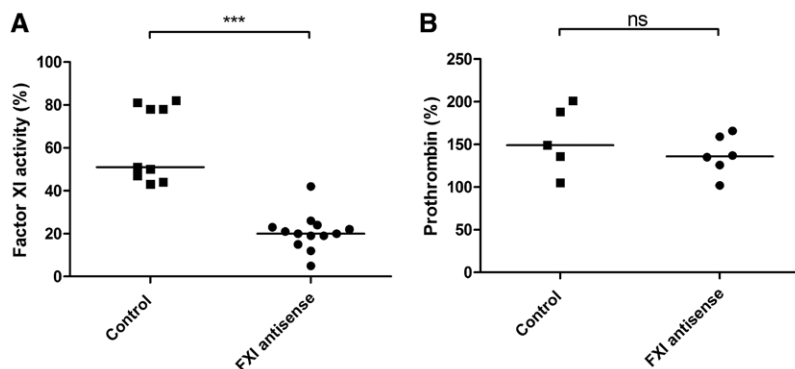 A
***
Factor XI activity (%)
100
80
60
40
20
0
Control
FXI antisense
B
ns
Prothrombin (%)
250
200
150
100
50
0
Control
FXI antisense